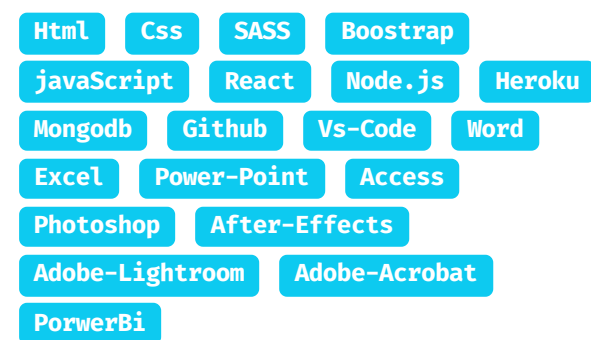 Html Css SASS Boostrap
javaScript React Node.js Heroku
Mongodb Github Vs-Code Word
Excel Power-Point Access
Photoshop After-Effects
Adobe-Lightroom Adobe-Acrobat
PorwerBi